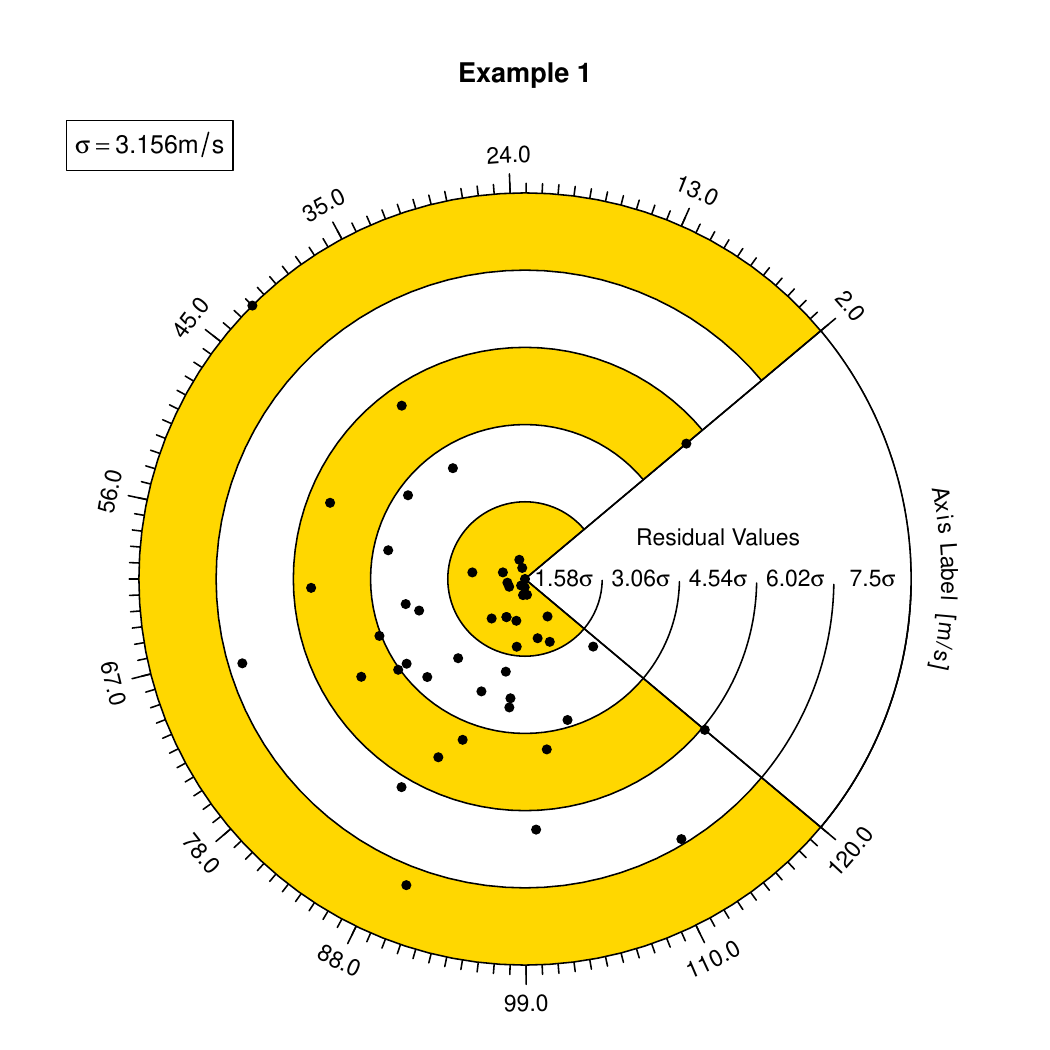 Example 1
σ = 3.156m/s
24.0
13.0
35.0
2.0
45.0
56.0
Axis Label [m/s]
Residual Values
1.58σ 3.06σ 4.54σ 6.02σ 7.5σ
67.0
78.0
120.0
88.0
110.0
99.0